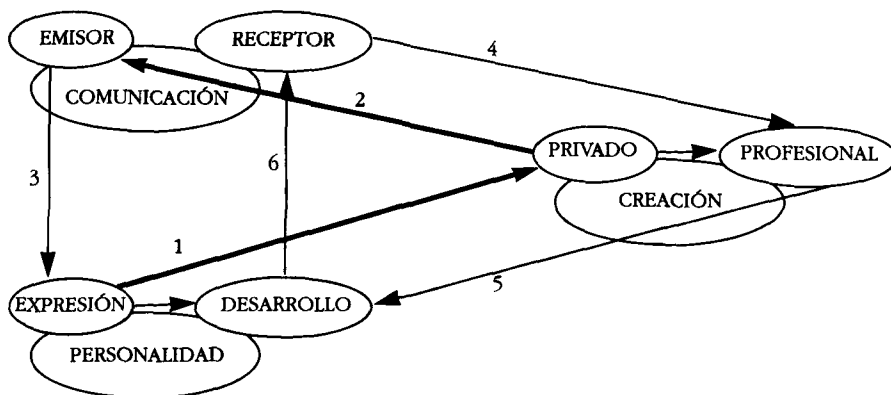 EMISOR
RECEPTOR
4
COMUNICACIÓN
2
PRIVADO
PROFESIONAL
3
6
CREACIÓN
1
5
EXPRESIÓN
DESARROLLO
PERSONALIDAD